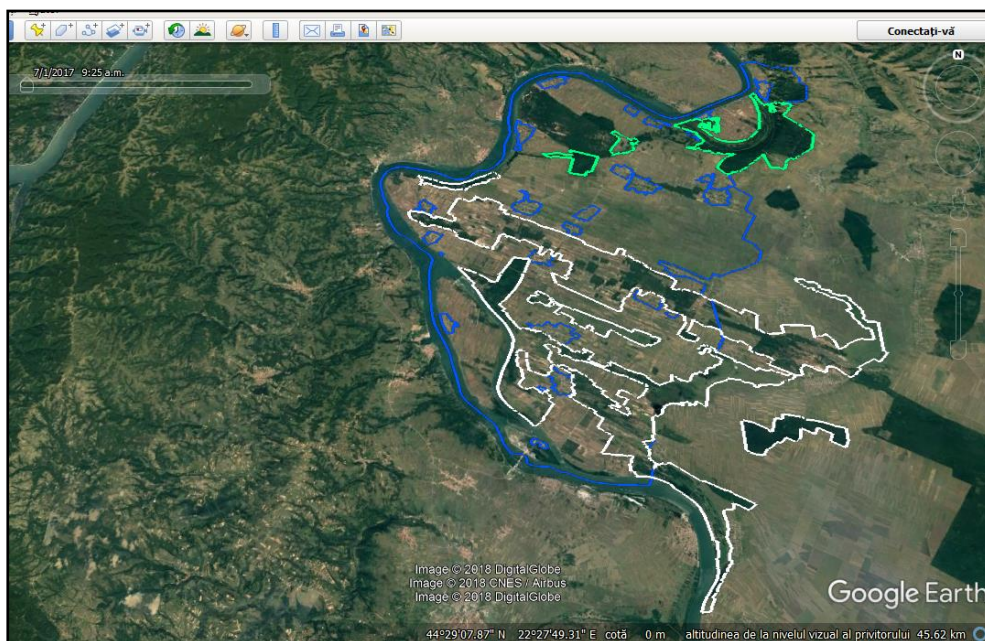 Conectați-vă
N
7/1/2017 9:25 a.m.
Image © 2018 DigitalGlobe
Image © 2018 CNES / Airbus
Image © 2018 DigitalGlobe
Google Earth
44°29'07.87" N 22°27'49.31" E cotă 0 m altitudinea de la nivelul vizual al privitorului 45.62 km